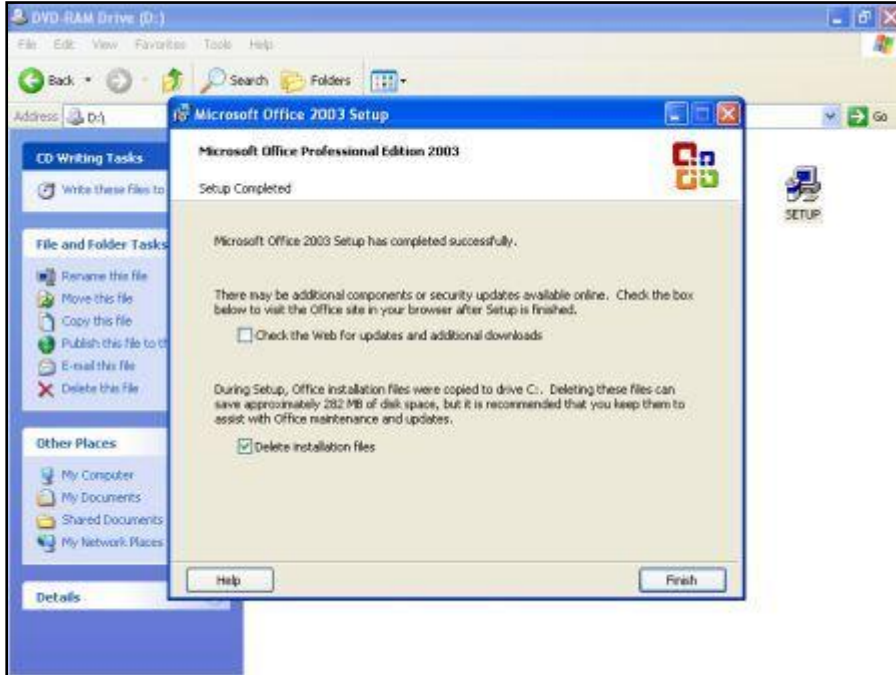 DVD-RAM Drive (D:)
File Edit View Favorites Tools Help
Back Search Folders
Address D:\ Go
Microsoft Office 2003 Setup
Microsoft Office Professional Edition 2003
Setup Completed
Microsoft Office 2003 Setup has completed successfully.
There may be additional components or security updates available online. Check the box
below to visit the Office site in your browser after Setup is finished.
Check the Web for updates and additional downloads
During Setup, Office installation files were copied to drive C:. Deleting these files can
save approximately 282 MB of disk space, but it is recommended that you keep them to
assist with Office maintenance and updates.
Delete installation files
Help Finish
CD Writing Tasks
Write these files to
File and Folder Tasks
Rename this file
Move this file
Copy this file
Publish this file to
E-mail this file
Delete this file
Other Places
My Computer
My Documents
Shared Documents
My Network Places
Details
SETUP